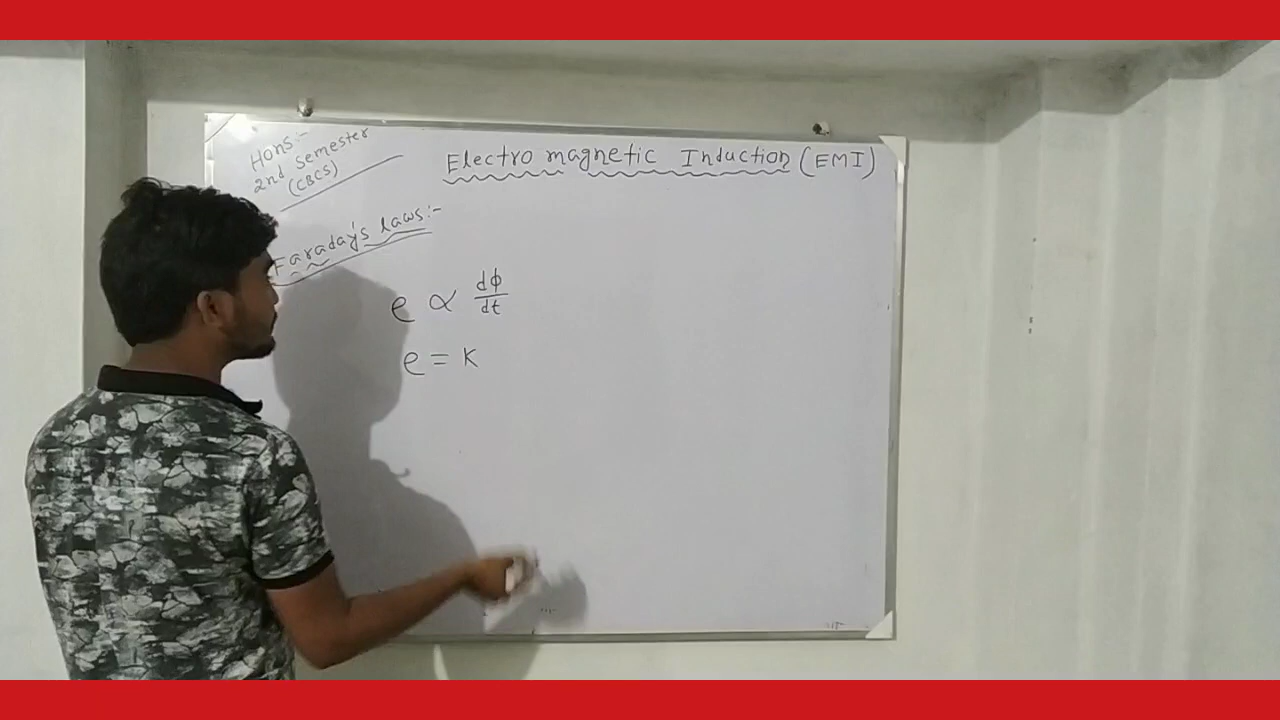 Hons:-
2nd Semester
(CBCS)
Electro magnetic Induction (EMI)
Faraday's laws:-
e ∝ dϕ/dt
e = K